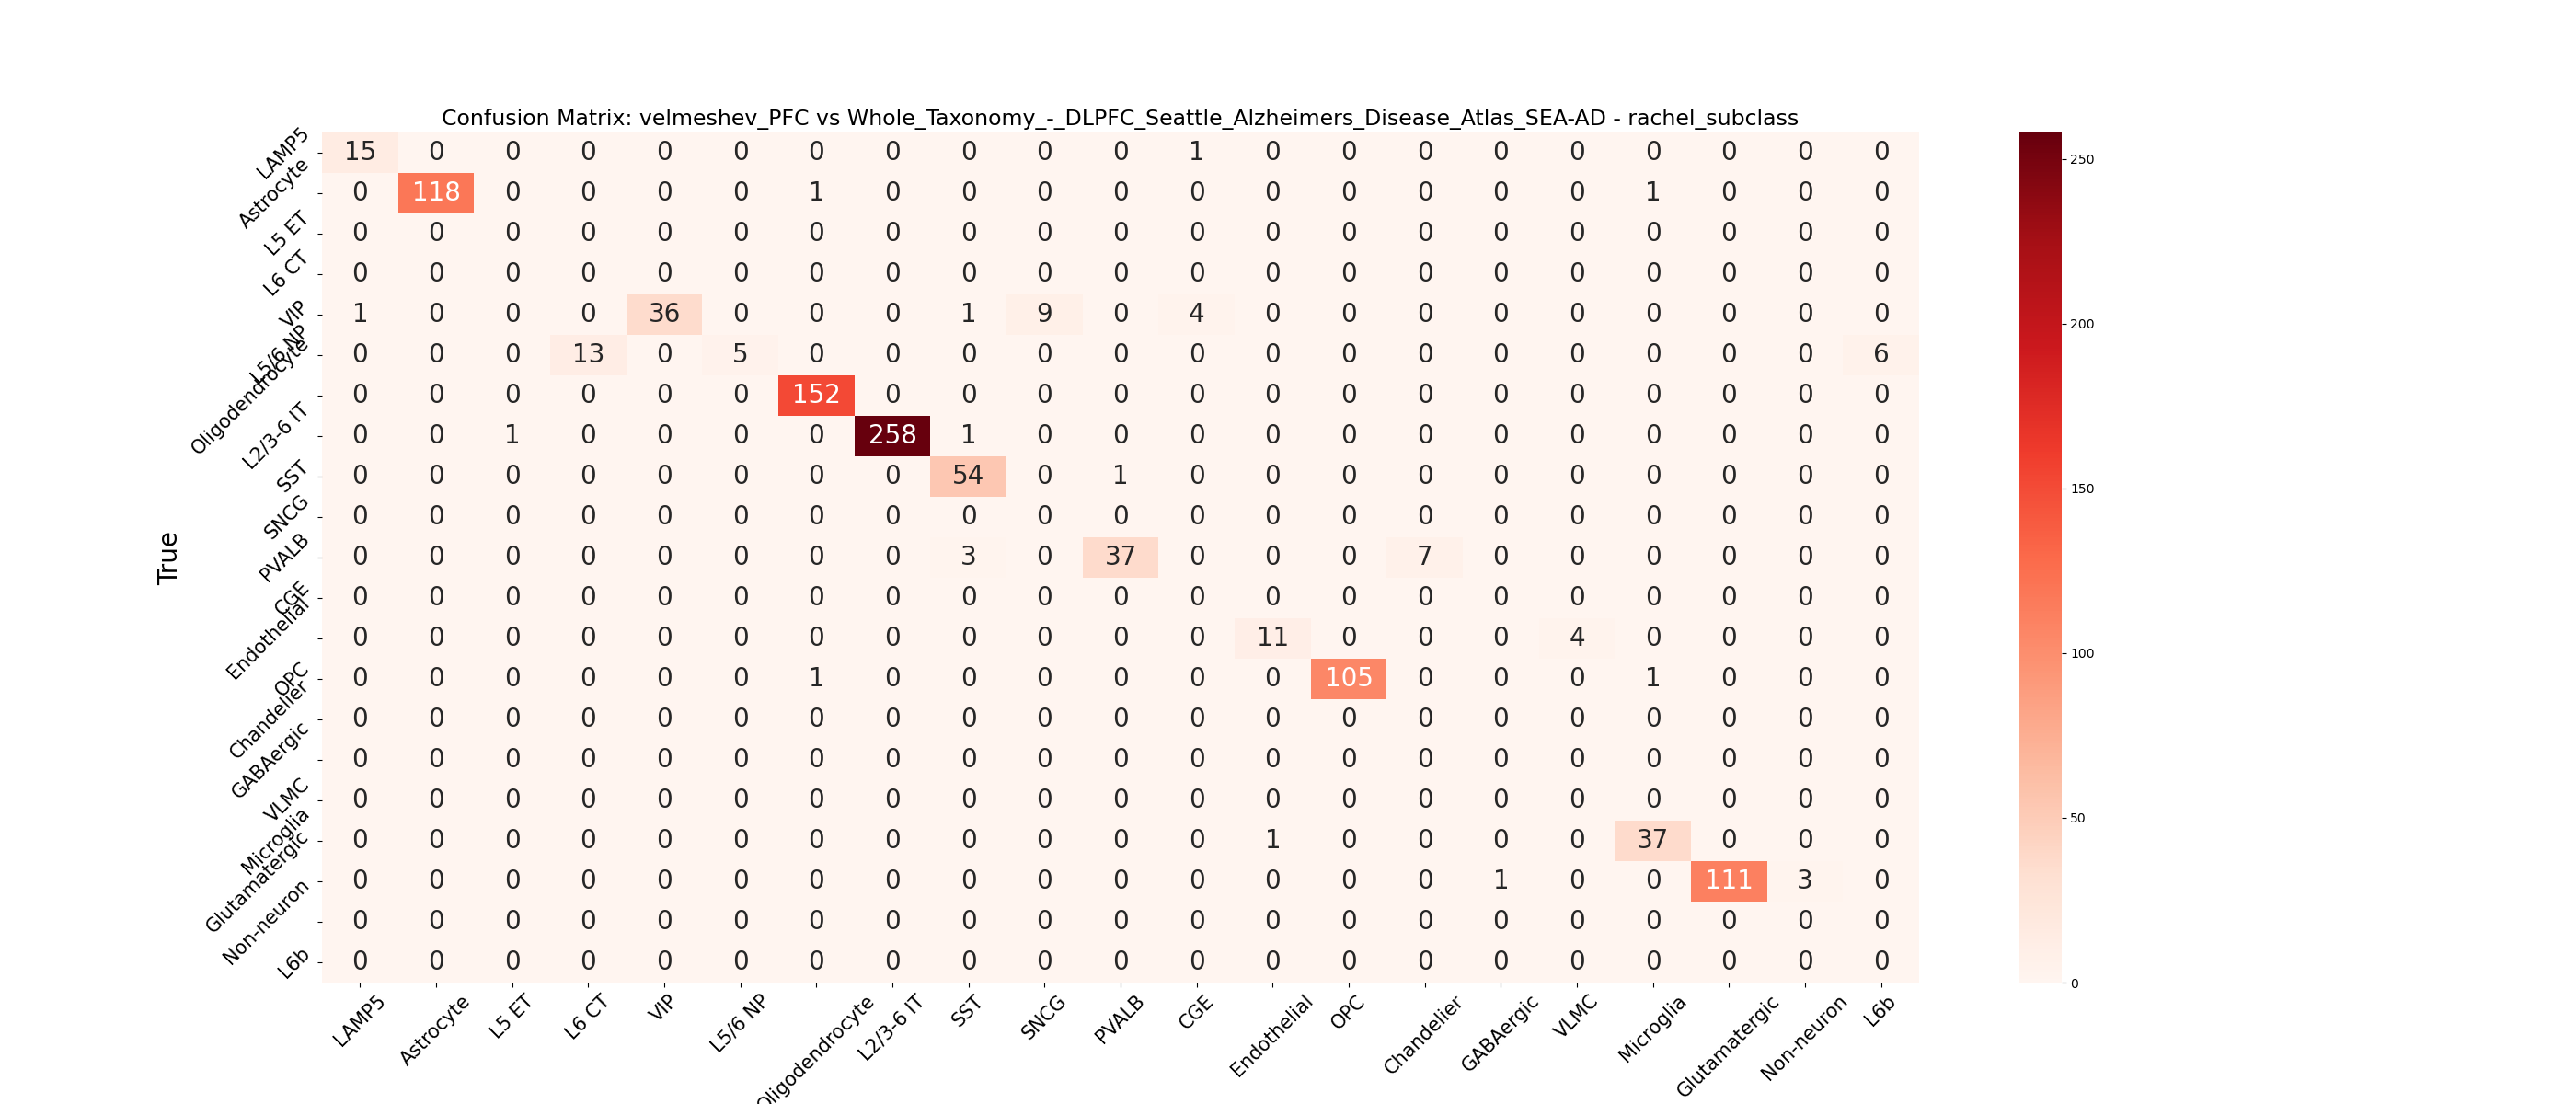 Confusion Matrix: velmeshev_PFC vs Whole_Taxonomy_-_DLPFC_Seattle_Alzheimers_Disease_Atlas_SEA-AD - rachel_subclass
True
LAMP5 15 0 0 0 0 0 0 0 0 0 0 1 0 0 0 0 0 0 0 0 0
Astrocyte 0 118 0 0 0 0 1 0 0 0 0 0 0 0 0 0 0 1 0 0 0
L5 ET 0 0 0 0 0 0 0 0 0 0 0 0 0 0 0 0 0 0 0 0 0
L6 CT 0 0 0 0 0 0 0 0 0 0 0 0 0 0 0 0 0 0 0 0 0
VIP 1 0 0 0 36 0 0 0 1 9 0 4 0 0 0 0 0 0 0 0 0
L5/6 NP 0 0 0 13 0 5 0 0 0 0 0 0 0 0 0 0 0 0 0 0 6
Oligodendrocyte 0 0 0 0 0 0 152 0 0 0 0 0 0 0 0 0 0 0 0 0 0
L2/3-6 IT 0 0 1 0 0 0 0 258 1 0 0 0 0 0 0 0 0 0 0 0 0
SST 0 0 0 0 0 0 0 0 54 0 1 0 0 0 0 0 0 0 0 0 0
SNCG 0 0 0 0 0 0 0 0 0 0 0 0 0 0 0 0 0 0 0 0 0
PVALB 0 0 0 0 0 0 0 0 3 0 37 0 0 0 7 0 0 0 0 0 0
CGE 0 0 0 0 0 0 0 0 0 0 0 0 0 0 0 0 0 0 0 0 0
Endothelial 0 0 0 0 0 0 0 0 0 0 0 0 11 0 0 0 4 0 0 0 0
OPC 0 0 0 0 0 0 1 0 0 0 0 0 0 105 0 0 0 1 0 0 0
Chandelier 0 0 0 0 0 0 0 0 0 0 0 0 0 0 0 0 0 0 0 0 0
GABAergic 0 0 0 0 0 0 0 0 0 0 0 0 0 0 0 0 0 0 0 0 0
VLMC 0 0 0 0 0 0 0 0 0 0 0 0 0 0 0 0 0 0 0 0 0
Microglia 0 0 0 0 0 0 0 0 0 0 0 0 1 0 0 0 0 37 0 0 0
Glutamatergic 0 0 0 0 0 0 0 0 0 0 0 0 0 0 0 1 0 0 111 3 0
Non-neuron 0 0 0 0 0 0 0 0 0 0 0 0 0 0 0 0 0 0 0 0 0
L6b 0 0 0 0 0 0 0 0 0 0 0 0 0 0 0 0 0 0 0 0 0
LAMP5 Astrocyte L5 ET L6 CT VIP L5/6 NP Oligodendrocyte L2/3-6 IT SST SNCG PVALB CGE Endothelial OPC Chandelier GABAergic VLMC Microglia Glutamatergic Non-neuron L6b
250
200
150
100
50
0